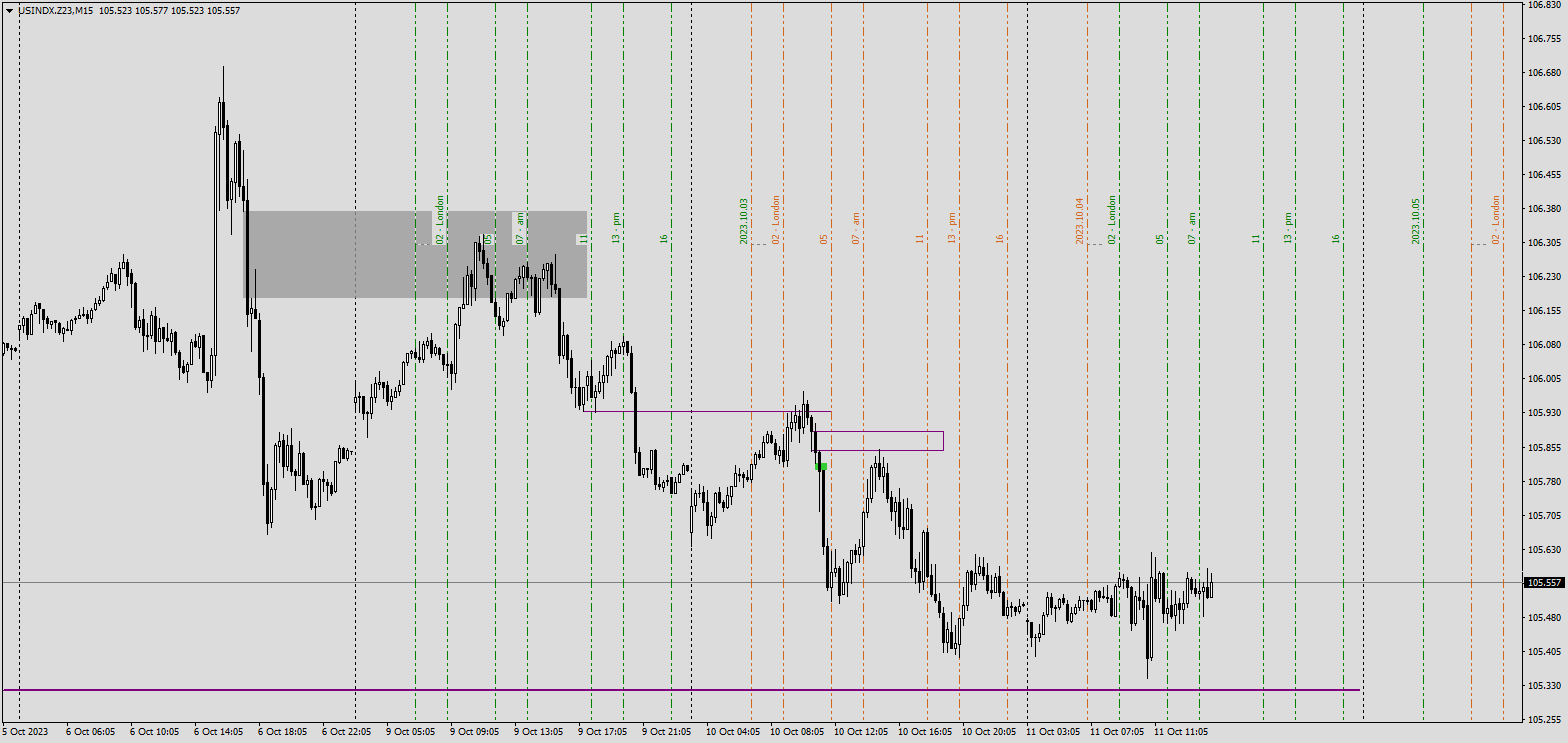 USINDX.Z23,M15 105.523 105.577 105.523 105.557
106.830
106.755
106.680
106.605
106.530
106.455
106.380
106.305
106.230
106.155
106.080
106.005
105.930
105.855
105.780
105.705
105.630
105.557
105.480
105.405
105.330
105.255
02 - London
05
07 - am
11
13 - pm
16
2023.10.03
02 - London
05
07 - am
11
13 - pm
16
2023.10.04
02 - London
05
07 - am
11
13 - pm
16
2023.10.05
02 - London
5 Oct 2023
6 Oct 06:05
6 Oct 10:05
6 Oct 14:05
6 Oct 18:05
6 Oct 22:05
9 Oct 05:05
9 Oct 09:05
9 Oct 13:05
9 Oct 17:05
9 Oct 21:05
10 Oct 04:05
10 Oct 08:05
10 Oct 12:05
10 Oct 16:05
10 Oct 20:05
11 Oct 03:05
11 Oct 07:05
11 Oct 11:05